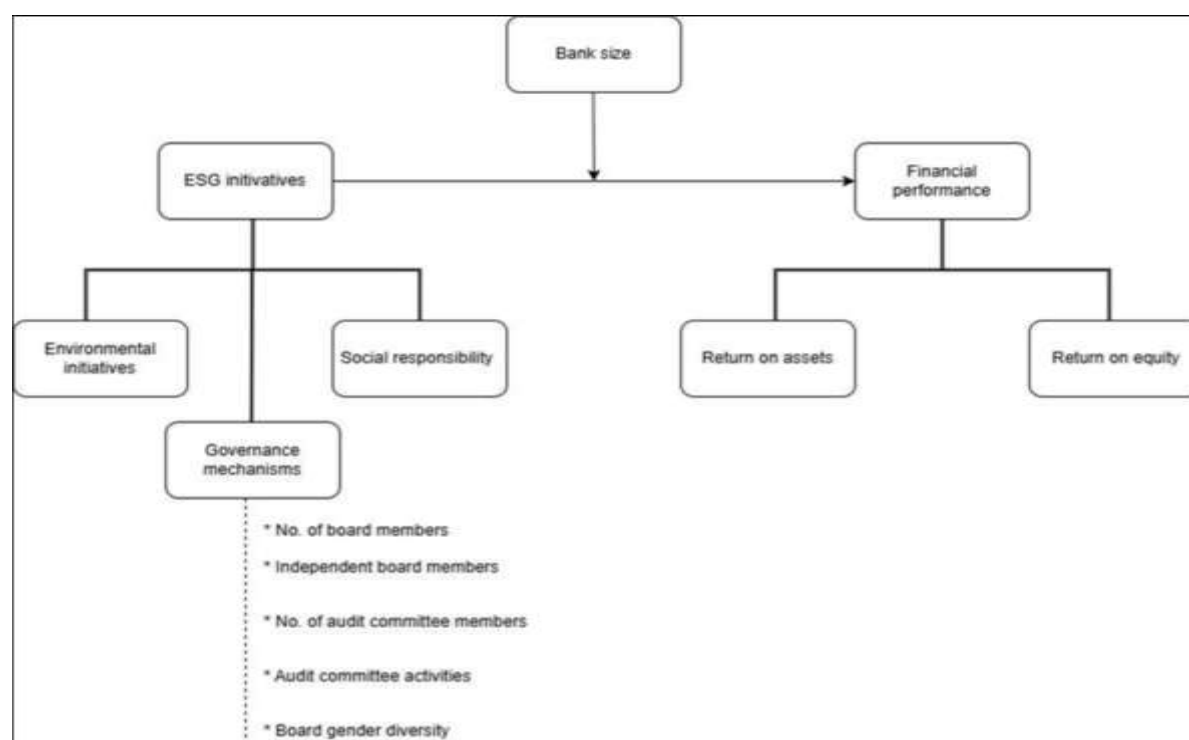 Bank size
ESG initivatives
Financial
performance
Environmental
initiatives
Social responsibility
Return on assets
Return on equity
Governance
mechanisms
* No. of board members
* Independent board members
* No. of audit committee members
* Audit committee activities
* Board gender diversity